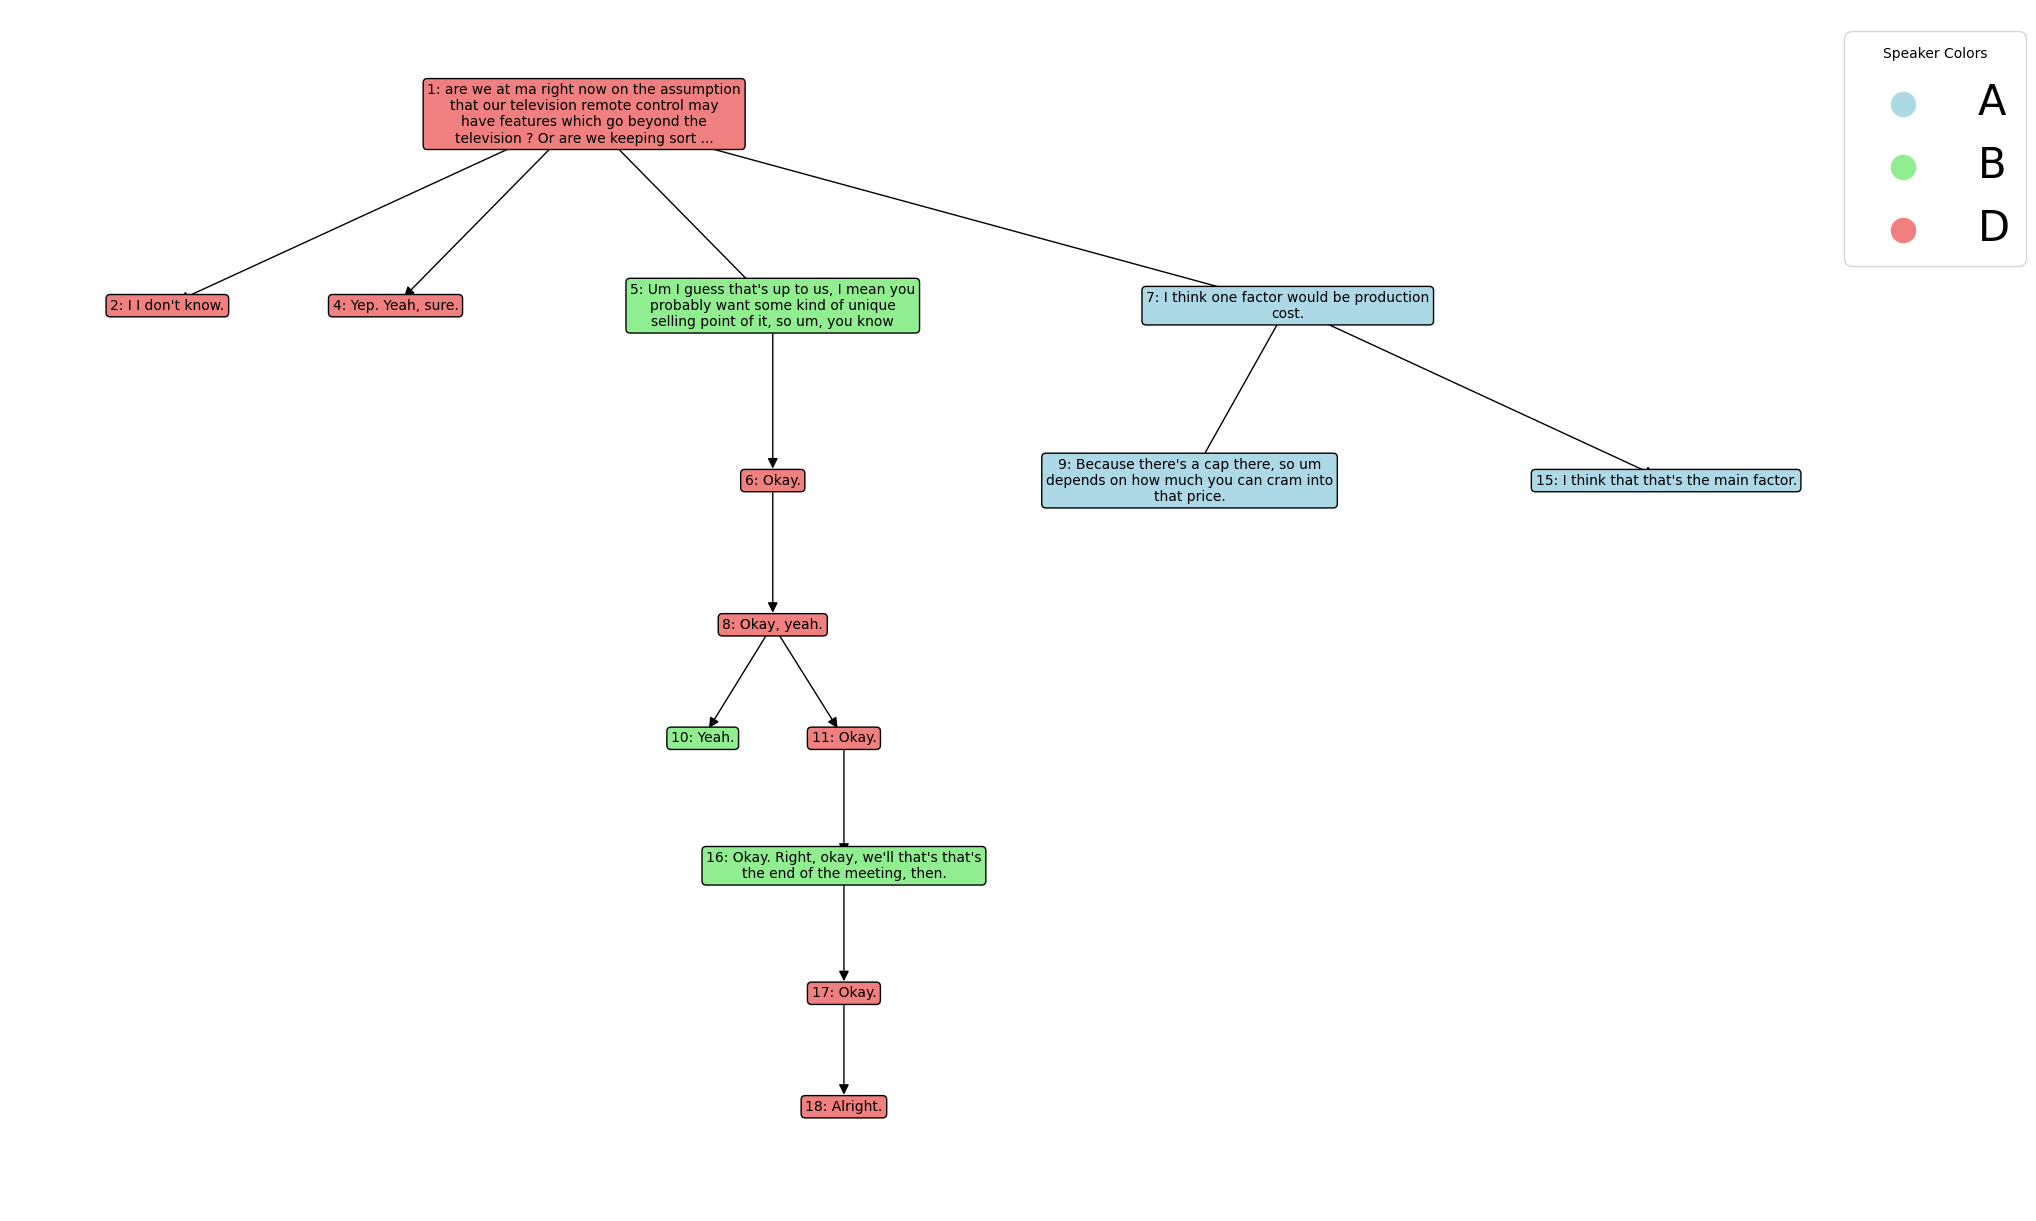 Speaker Colors
A
B
D
1: are we at ma right now on the assumption
that our television remote control may
have features which go beyond the
television ? Or are we keeping sort ...
2: I I don't know.
4: Yep. Yeah, sure.
5: Um I guess that's up to us, I mean you
probably want some kind of unique
selling point of it, so um, you know
7: I think one factor would be production
cost.
6: Okay.
9: Because there's a cap there, so um
depends on how much you can cram into
that price.
15: I think that that's the main factor.
8: Okay, yeah.
10: Yeah.
11: Okay.
16: Okay. Right, okay, we'll that's that's
the end of the meeting, then.
17: Okay.
18: Alright.